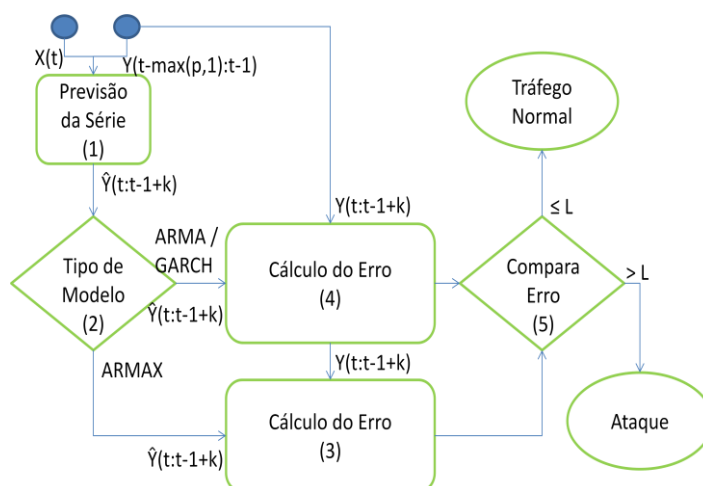 X(t)
Y(t-max(p,1):t-1)
Previsão
da Série
(1)
Tráfego
Normal
Ŷ(t:t-1+k)
Y(t:t-1+k)
≤ L
ARMA /
GARCH
Tipo de
Modelo
(2)
Ŷ(t:t-1+k)
Cálculo do Erro
(4)
Compara
Erro
(5)
> L
ARMAX
Y(t:t-1+k)
Cálculo do Erro
(3)
Ŷ(t:t-1+k)
Ataque